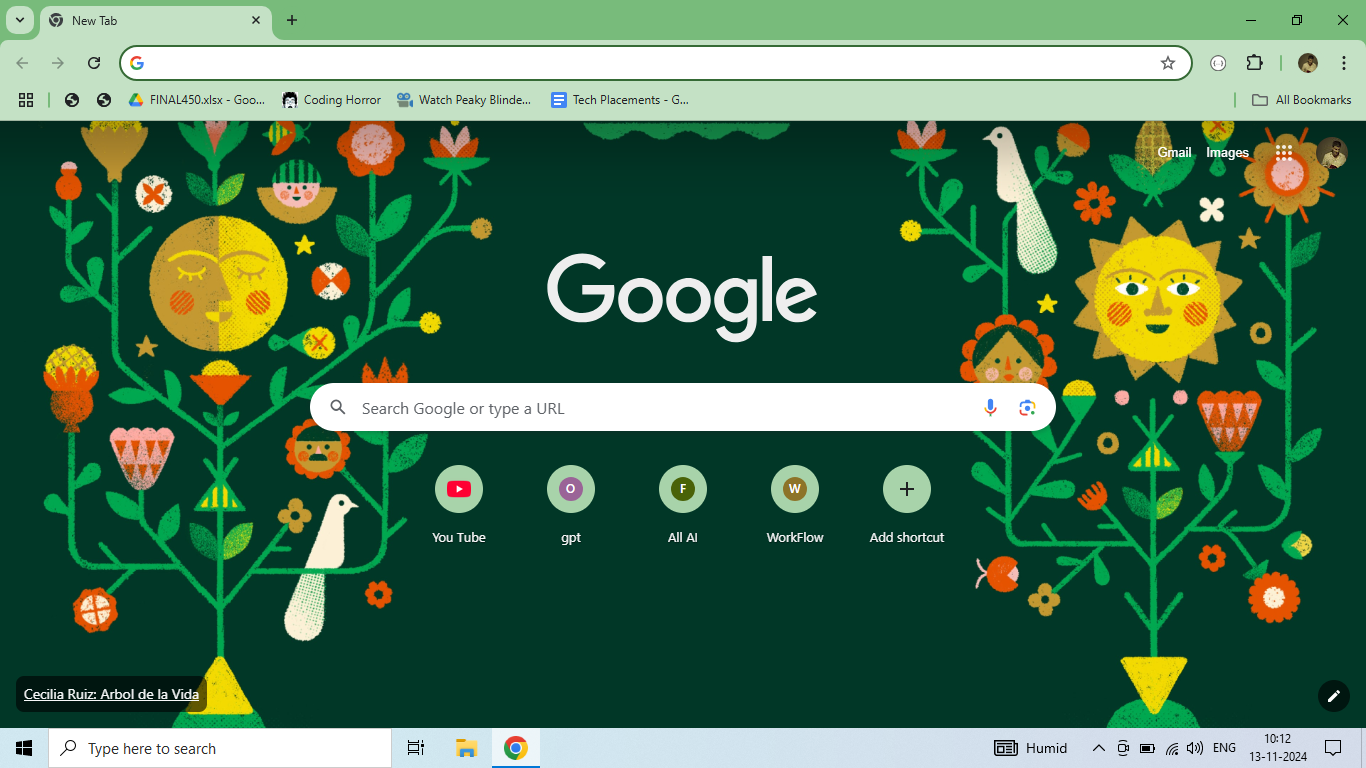 New Tab
FINAL450.xlsx - Goo...
Coding Horror
Watch Peaky Blinde...
Tech Placements - G...
All Bookmarks
Gmail
Images
Google
Search Google or type a URL
You Tube
O
gpt
F
All AI
W
WorkFlow
Add shortcut
Cecilia Ruiz: Arbol de la Vida
Type here to search
Humid
ENG
10:12
13-11-2024